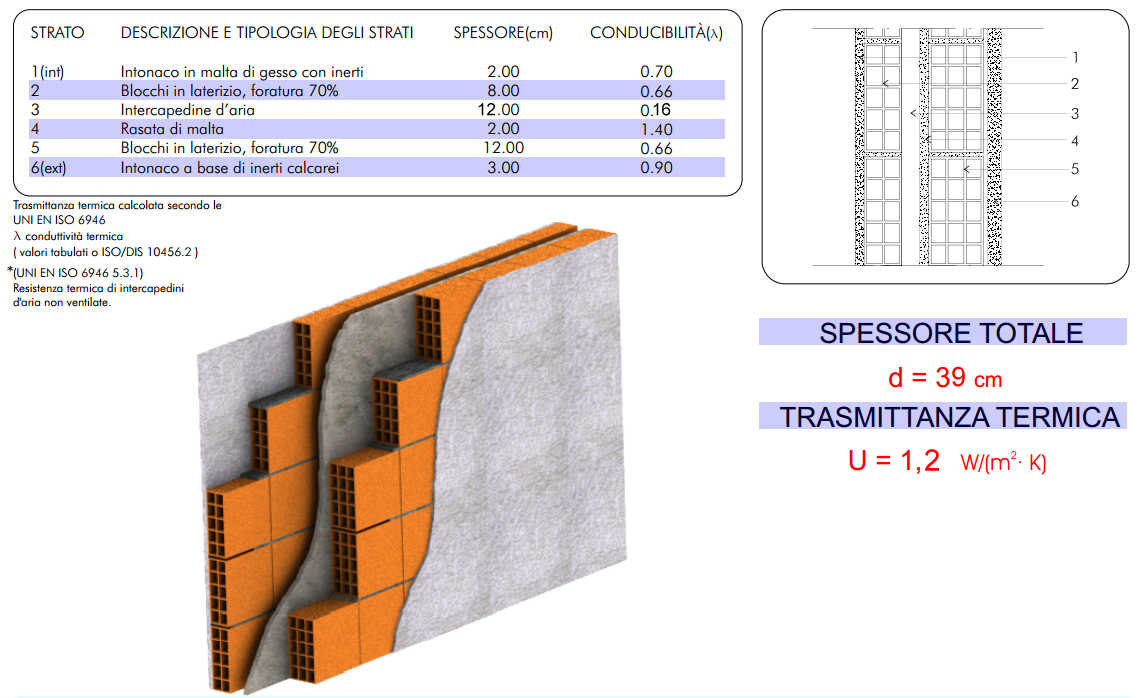 STRATO DESCRIZIONE E TIPOLOGIA DEGLI STRATI SPESSORE(cm) CONDUCIBILITÀ(λ)
1(int) Intonaco in malta di gesso con inerti 2.00 0.70
2 Blocchi in laterizio, foratura 70% 8.00 0.66
3 Intercapedine d'aria 12.00 0.16
4 Rasata di malta 2.00 1.40
5 Blocchi in laterizio, foratura 70% 12.00 0.66
6(ext) Intonaco a base di inerti calcarei 3.00 0.90
Trasmittanza termica calcolata secondo le
UNI EN ISO 6946
λ conduttività termica
( valori tabulati o ISO/DIS 10456.2 )
*(UNI EN ISO 6946 5.3.1)
Resistenza termica di intercapedini
d'aria non ventilate.
1
2
3
4
5
6
SPESSORE TOTALE
d = 39 cm
TRASMITTANZA TERMICA
U = 1,2 W/(m²· K)